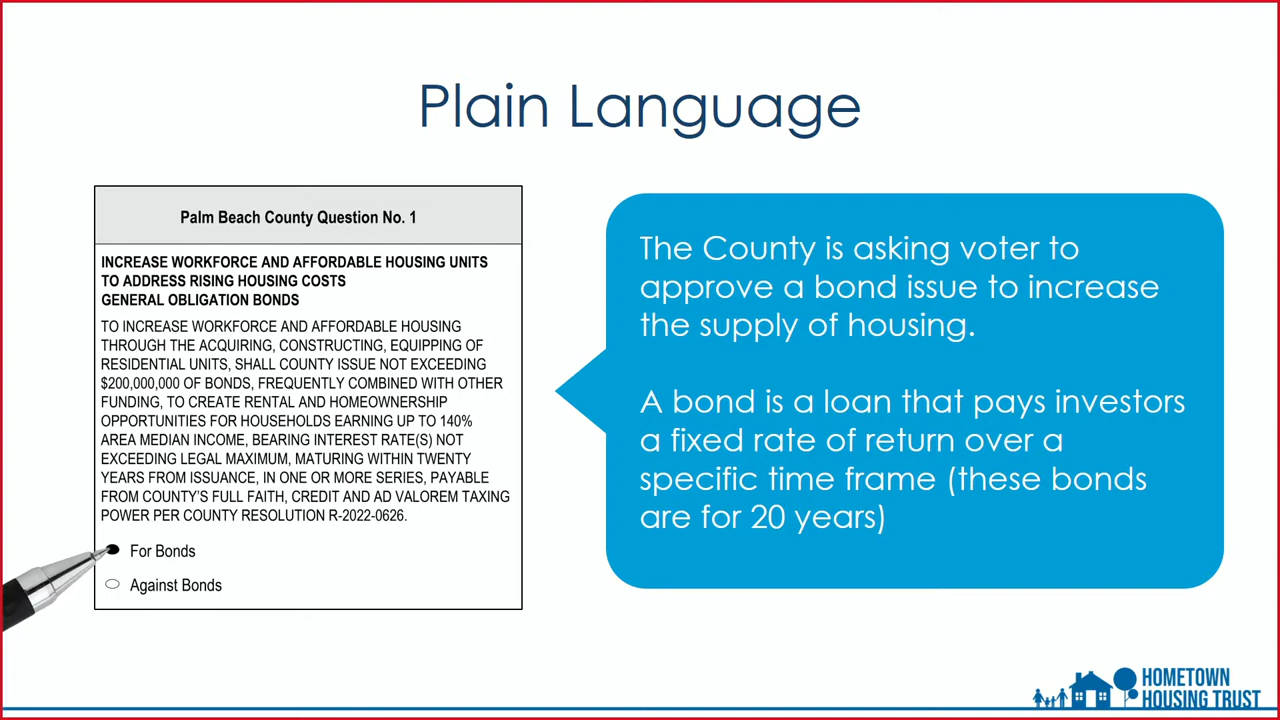 Plain Language
Palm Beach County Question No. 1
INCREASE WORKFORCE AND AFFORDABLE HOUSING UNITS
TO ADDRESS RISING HOUSING COSTS
GENERAL OBLIGATION BONDS
TO INCREASE WORKFORCE AND AFFORDABLE HOUSING
THROUGH THE ACQUIRING, CONSTRUCTING, EQUIPPING OF
RESIDENTIAL UNITS, SHALL COUNTY ISSUE NOT EXCEEDING
$200,000,000 OF BONDS, FREQUENTLY COMBINED WITH OTHER
FUNDING, TO CREATE RENTAL AND HOMEOWNERSHIP
OPPORTUNITIES FOR HOUSEHOLDS EARNING UP TO 140%
AREA MEDIAN INCOME, BEARING INTEREST RATE(S) NOT
EXCEEDING LEGAL MAXIMUM, MATURING WITHIN TWENTY
YEARS FROM ISSUANCE, IN ONE OR MORE SERIES, PAYABLE
FROM COUNTY'S FULL FAITH, CREDIT AND AD VALOREM TAXING
POWER PER COUNTY RESOLUTION R-2022-0626.
For Bonds
Against Bonds
The County is asking voter to
approve a bond issue to increase
the supply of housing.
A bond is a loan that pays investors
a fixed rate of return over a
specific time frame (these bonds
are for 20 years)
HOMETOWN
HOUSING TRUST